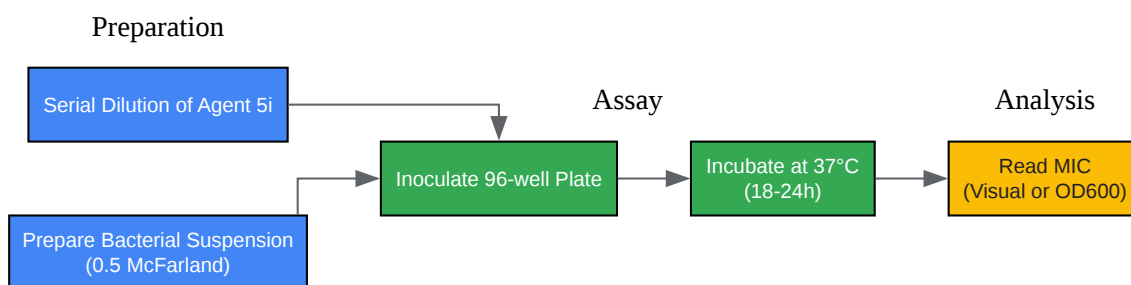 Preparation
Serial Dilution of Agent 5i
Prepare Bacterial Suspension
(0.5 McFarland)
Assay
Inoculate 96-well Plate
Incubate at 37°C
(18-24h)
Analysis
Read MIC
(Visual or OD600)